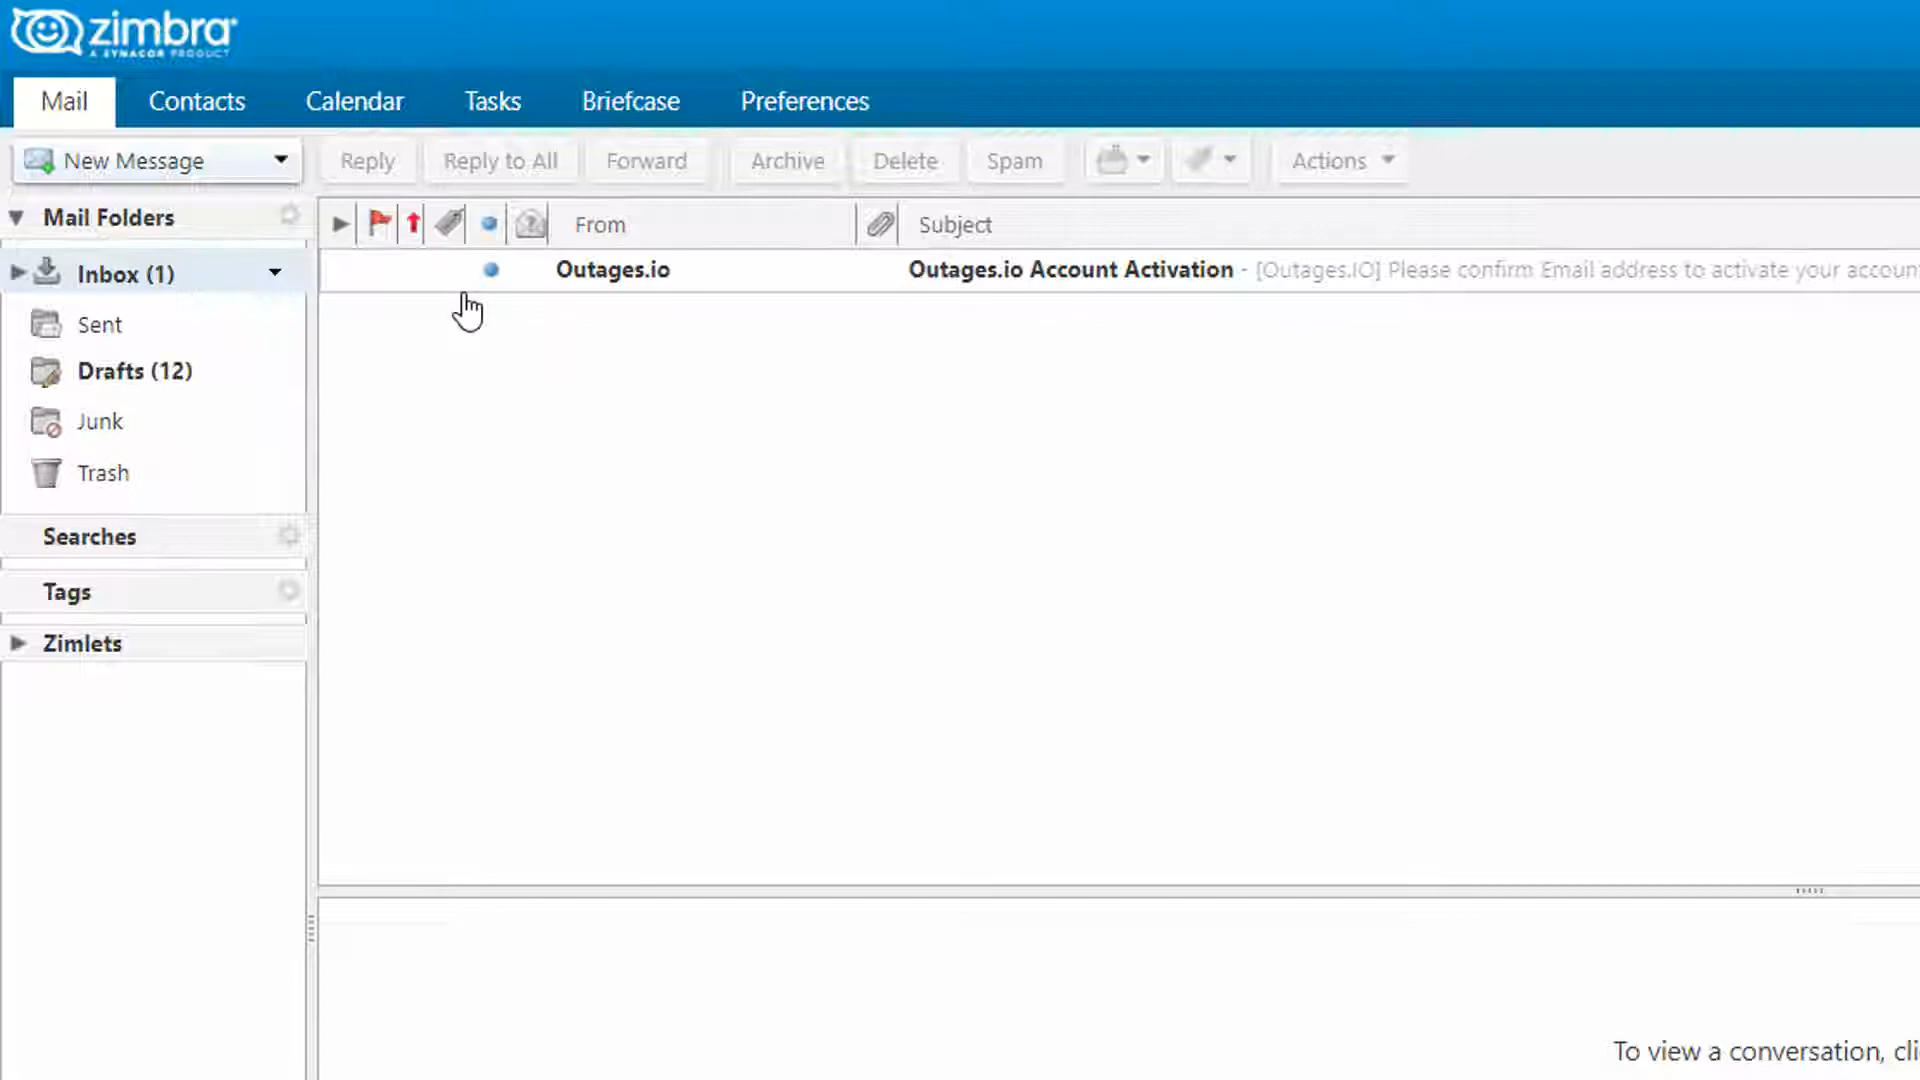 zimbra
A SYNACOR PRODUCT
Mail Contacts Calendar Tasks Briefcase Preferences
New Message Reply Reply to All Forward Archive Delete Spam Actions
Mail Folders
From Subject
Inbox (1)
Outages.io Outages.io Account Activation - [Outages.IO] Please confirm Email address to activate your accoun
Sent
Drafts (12)
Junk
Trash
Searches
Tags
Zimlets
To view a conversation, cli